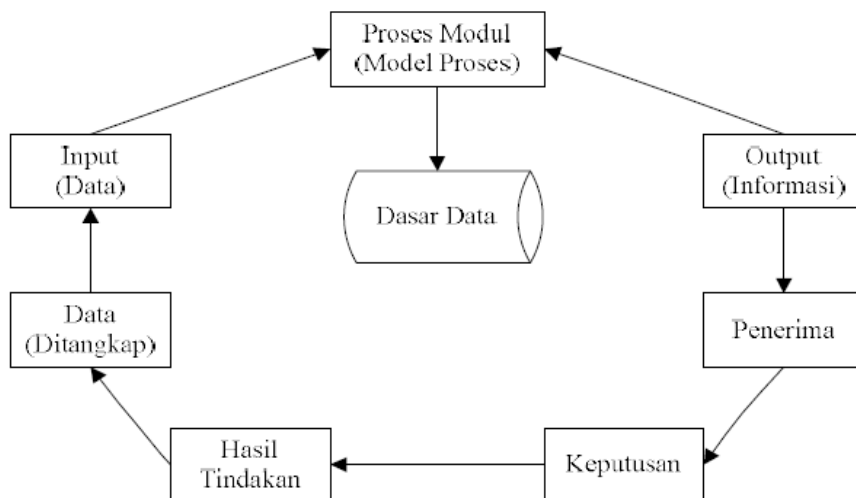 Proses Modul
(Model Proses)
Input
(Data)
Output
(Informasi)
Dasar Data
Data
(Ditangkap)
Penerima
Hasil
Tindakan
Keputusan